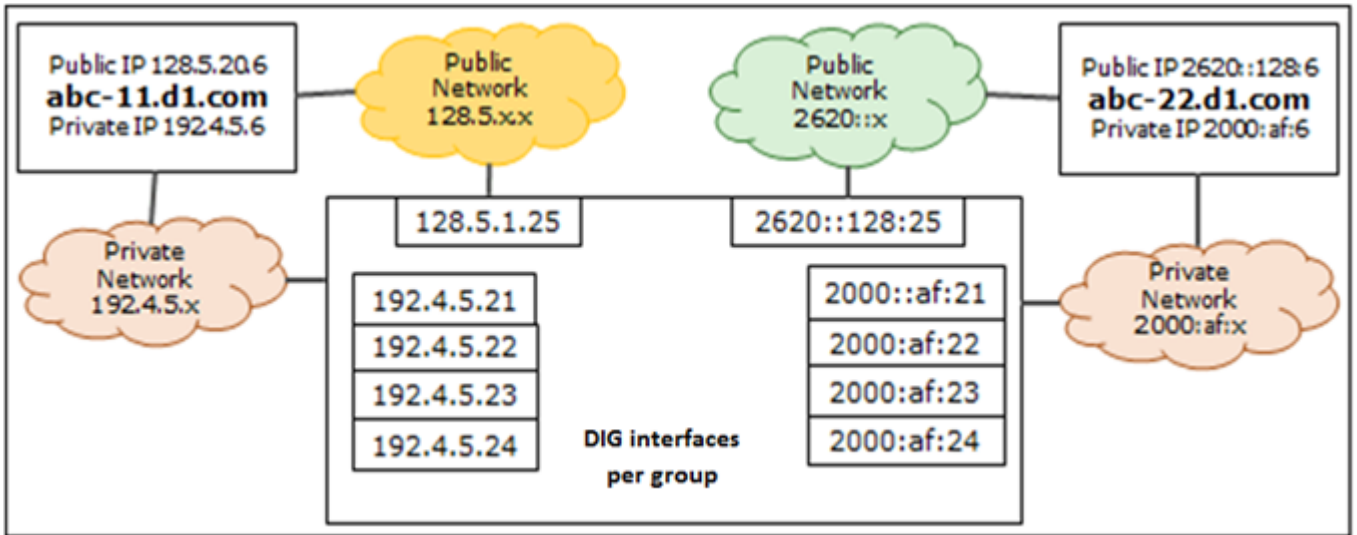 Public IP 128.5.20.6
abc-11.d1.com
Private IP 192.4.5.6
Public
Network
128.5.x.x
Public
Network
2620::x
Public IP 2620::128:6
abc-22.d1.com
Private IP 2000:af:6
Private
Network
192.4.5.x
128.5.1.25
2620::128:25
192.4.5.21
192.4.5.22
192.4.5.23
192.4.5.24
DIG interfaces
per group
2000::af:21
2000:af:22
2000:af:23
2000:af:24
Private
Network
2000:af:x